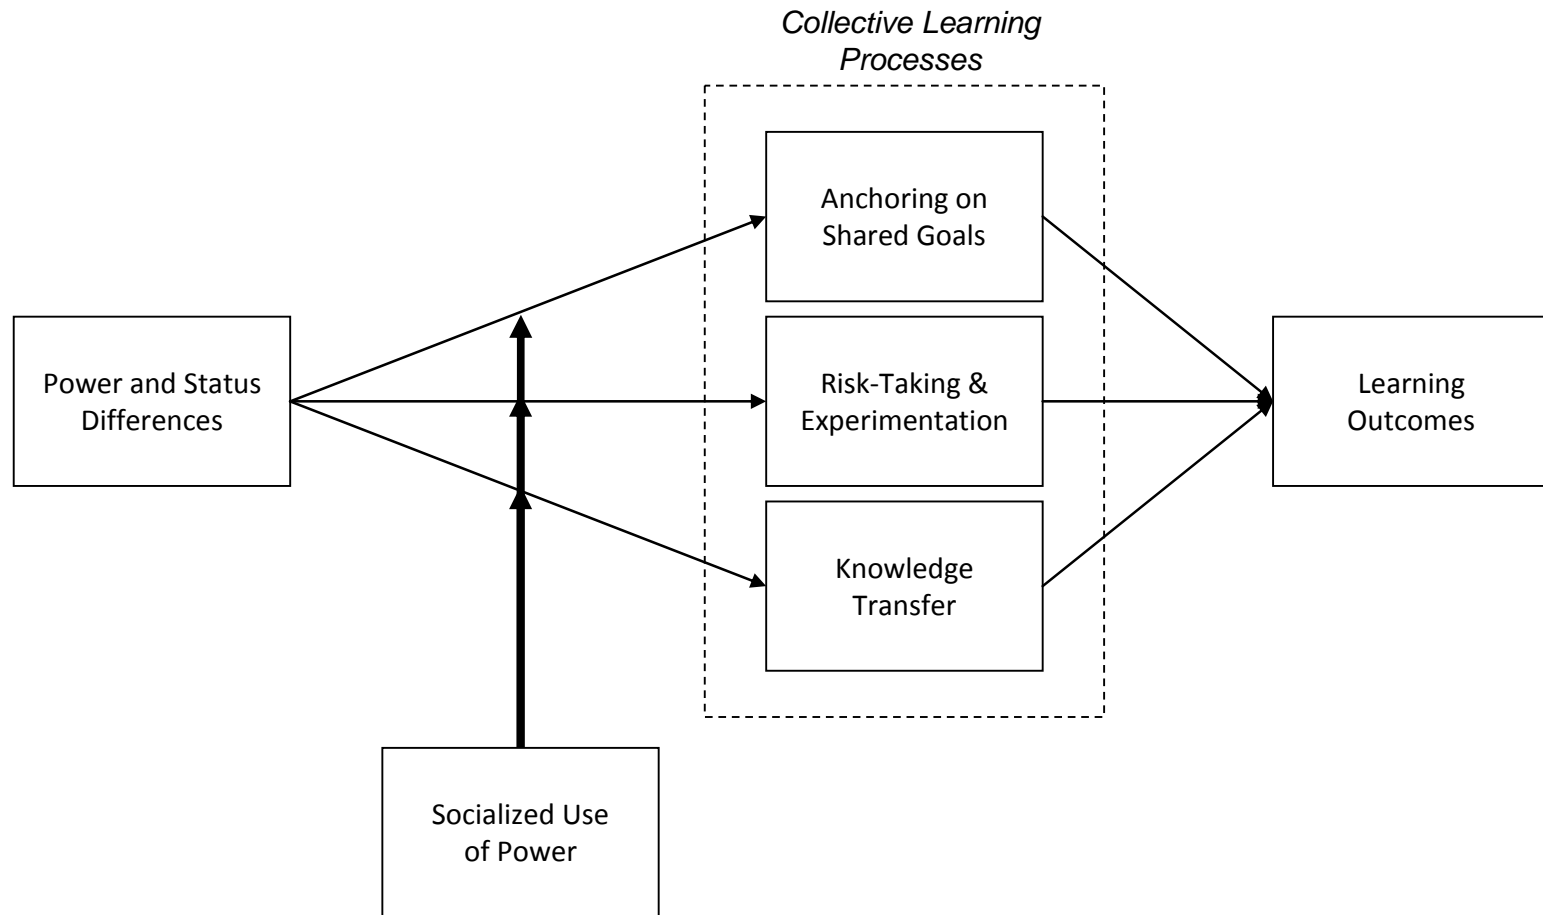 Collective Learning
Processes
Anchoring on
Shared Goals
Power and Status
Differences
Risk-Taking &
Experimentation
Learning
Outcomes
Knowledge
Transfer
Socialized Use
of Power